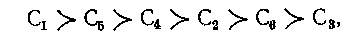 C₁ ≻ C₅ ≻ C₄ ≻ C₂ ≻ C₆ ≻ C₃,